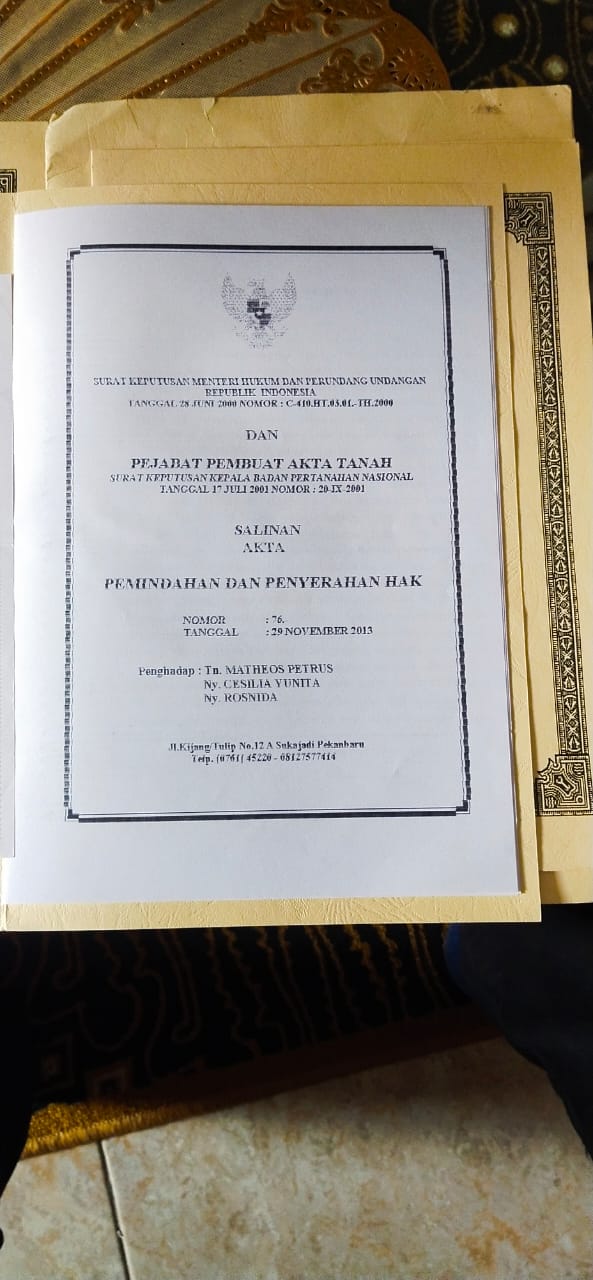 SURAT KEPUTUSAN MENTERI HUKUM DAN PERUNDANG UNDANGAN
REPUBLIK INDONESIA
TANGGAL 28 JUNI 2000 NOMOR : C-410.HT.03.01.-TH.2000
DAN
PEJABAT PEMBUAT AKTA TANAH
SURAT KEPUTUSAN KEPALA BADAN PERTANAHAN NASIONAL
TANGGAL 17 JULI 2001 NOMOR : 20-IX-2001
SALINAN
AKTA
PEMINDAHAN DAN PENYERAHAN HAK
NOMOR : 76.
TANGGAL : 29 NOVEMBER 2013
Penghadap : Tn. MATHEOS PETRUS
Ny. CESILIA YUNITA
Ny. ROSNIDA
Jl.Kijang/Tulip No.12 A Sukajadi Pekanbaru
Telp. (0761) 45220 - 08127577414